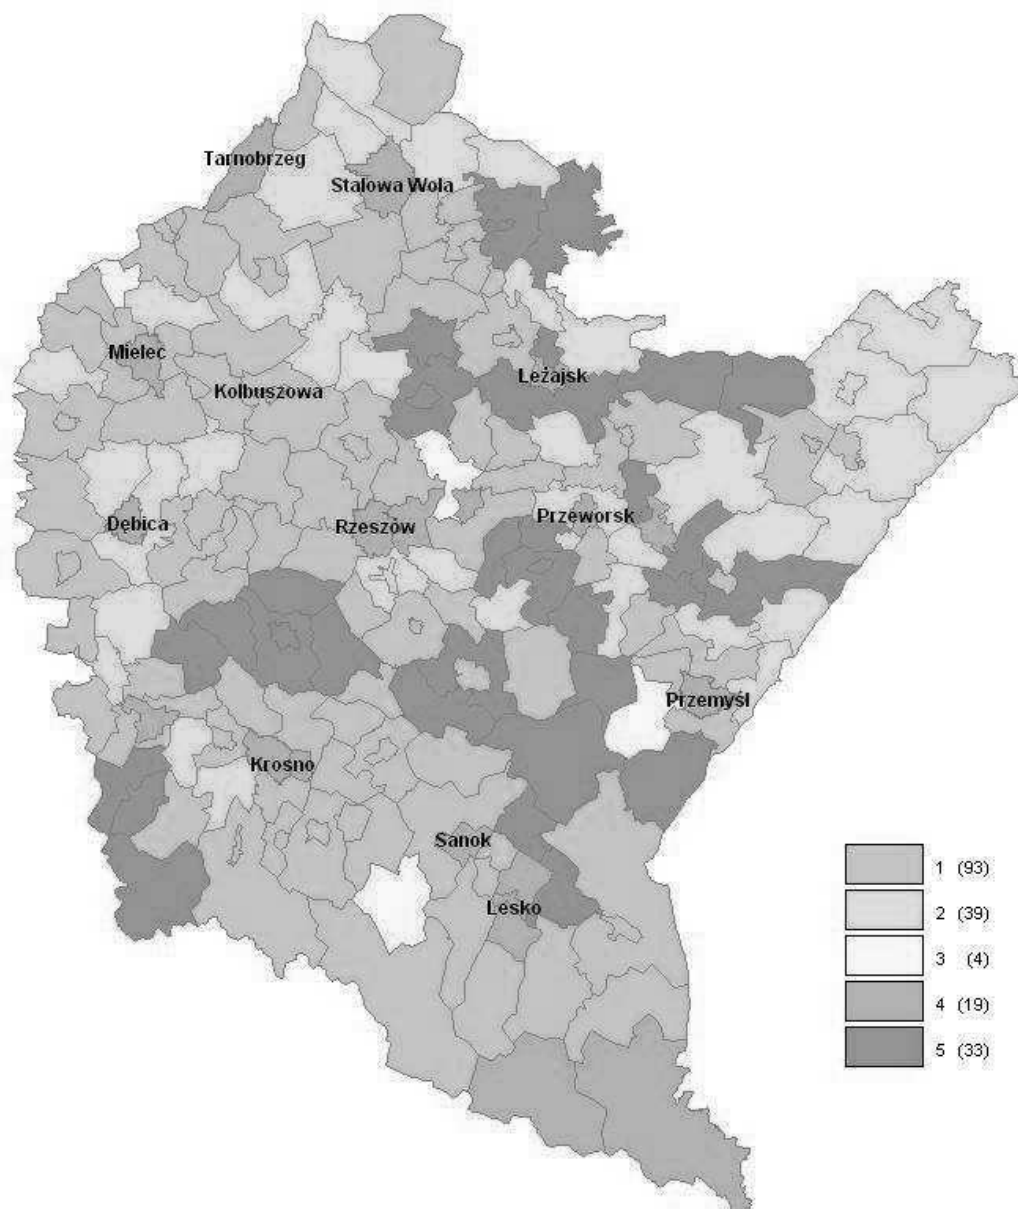 Tarnobrzeg
Stalowa Wola
Mielec
Kolbuszowa
Leżajsk
Dębica
Rzeszów
Przeworsk
Przemyśl
Krosno
Sanok
Lesko
1 (93)
2 (39)
3 (4)
4 (19)
5 (33)